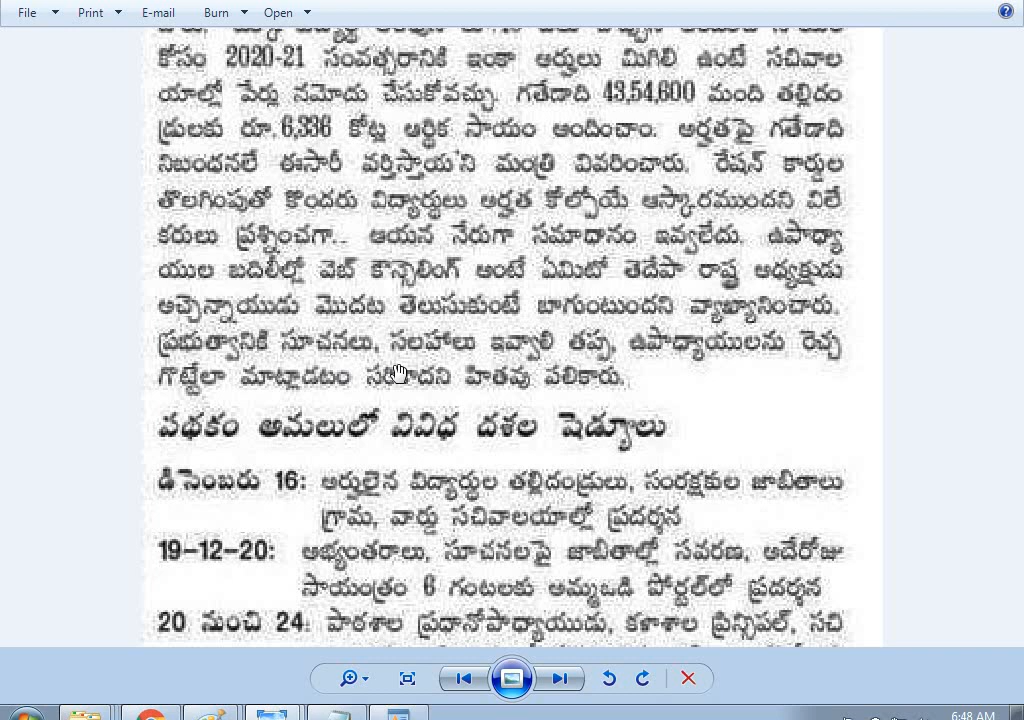 File Print E-mail Burn Open
కోసం 2020-21 సంవత్సరానికి ఇంకా అర్హులు మిగిలి ఉంటే సచివాల
యాల్లో పేర్లు నమోదు చేసుకోవచ్చు. గతేడాది 43,54,600 మంది తల్లిదం
డ్రులకు రూ.6,336 కోట్ల ఆర్థిక సాయం అందించాం. అర్హతపై గతేడాది
నిబంధనలే ఈసారీ వర్తిస్తాయ'ని మంత్రి వివరించారు. రేషన్ కార్డుల
తొలగింపుతో కొందరు విద్యార్థులు అర్హత కోల్పోయే ఆస్కారముందని విలే
కరులు ప్రశ్నించగా.. ఆయన నేరుగా సమాధానం ఇవ్వలేదు. ఉపాధ్యా
యుల బదిలీల్లో వెబ్ కౌన్సెలింగ్ అంటే ఏమిటో తెదేపా రాష్ట్ర అధ్యక్షుడు
అచ్చెన్నాయుడు మొదట తెలుసుకుంటే బాగుంటుందని వ్యాఖ్యానించారు.
ప్రభుత్వానికి సూచనలు, సలహాలు ఇవ్వాలి తప్ప, ఉపాధ్యాయులను రెచ్చ
గొట్టేలా మాట్లాడటం హితవు పలికారు.
పథకం అమలులో వివిధ దశల షెడ్యూలు
డిసెంబరు 16: అర్హులైన విద్యార్థుల తల్లిదండ్రులు, సంరక్షకుల జాబితాలు
గ్రామ, వార్డు సచివాలయాల్లో ప్రదర్శన
19-12-20: అభ్యంతరాలు, సూచనలపై జాబితాల్లో సవరణ, అదేరోజు
సాయంత్రం 6 గంటలకు అమ్మఒడి పోర్టల్‌లో ప్రదర్శన
20 నుంచి 24: పాఠశాల ప్రధానోపాధ్యాయుడు, కళాశాల ప్రిన్సిపల్, సచి
6:48 AM